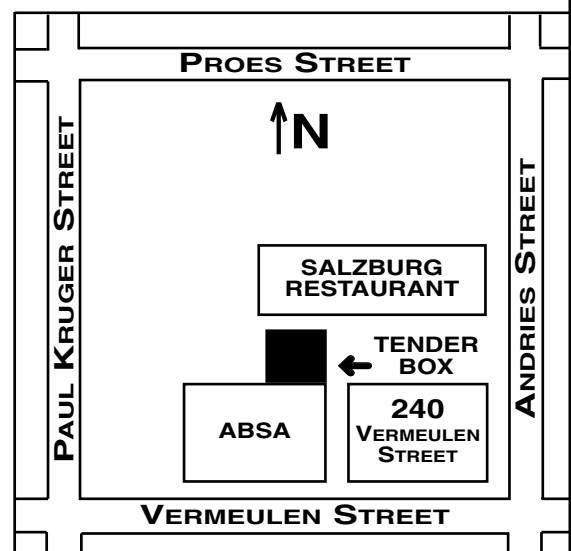 PROES STREET
N
PAUL KRUGER STREET
ANDRIES STREET
SALZBURG
RESTAURANT
TENDER
BOX
ABSA
240
VERMEULEN
STREET
VERMEULEN STREET